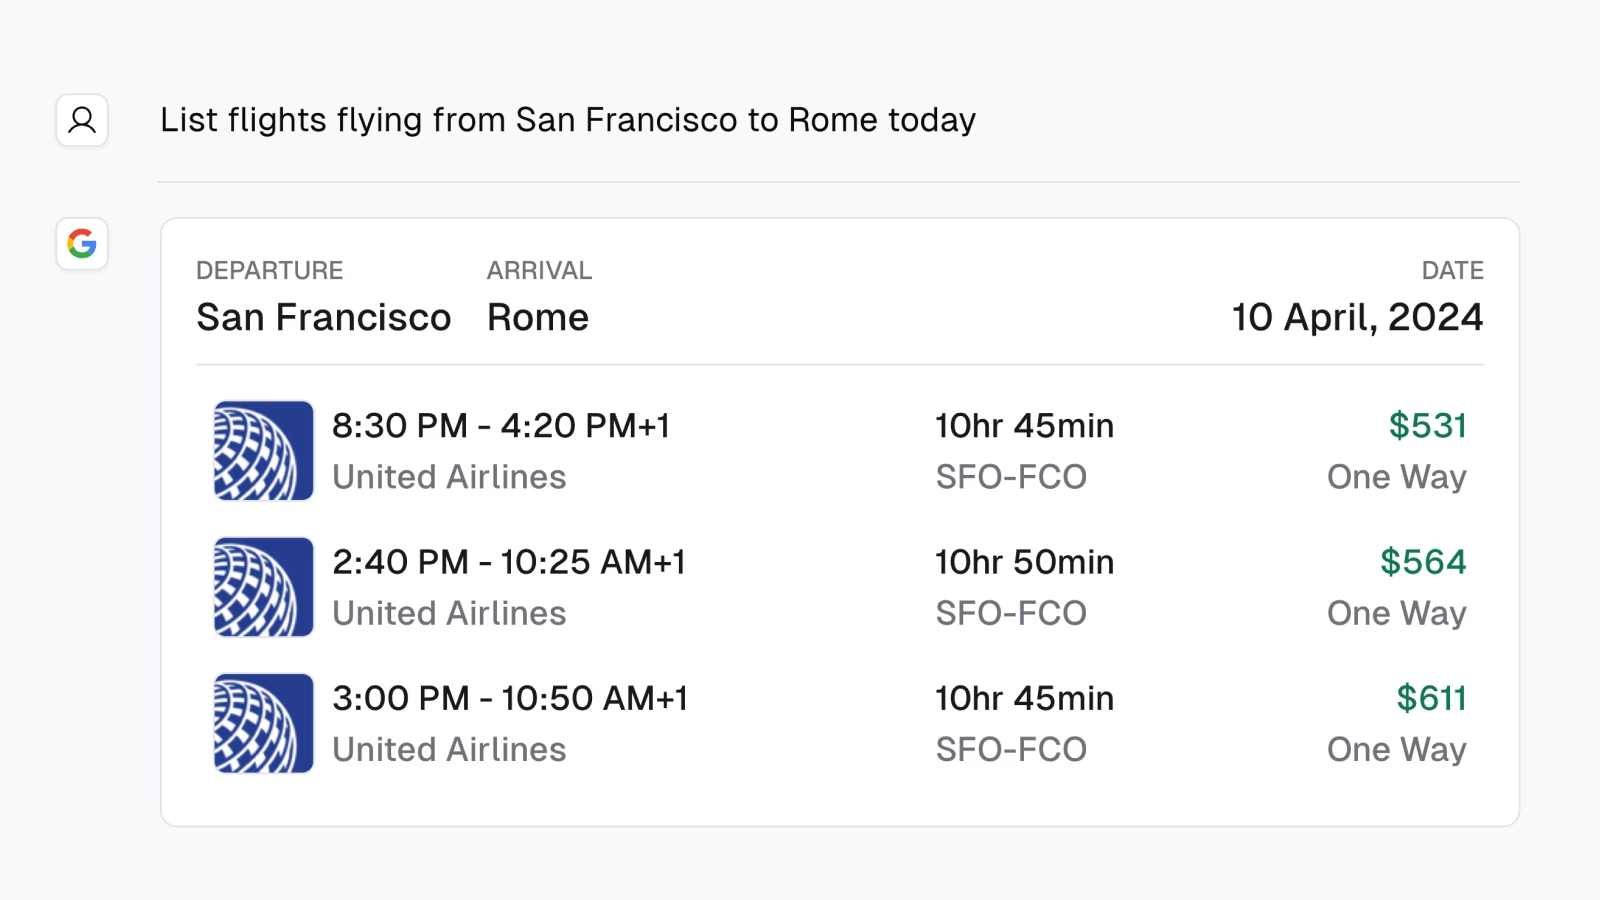 List flights flying from San Francisco to Rome today
DEPARTURE ARRIVAL DATE
San Francisco Rome 10 April, 2024
8:30 PM - 4:20 PM+1 10hr 45min $531
United Airlines SFO-FCO One Way
2:40 PM - 10:25 AM+1 10hr 50min $564
United Airlines SFO-FCO One Way
3:00 PM - 10:50 AM+1 10hr 45min $611
United Airlines SFO-FCO One Way